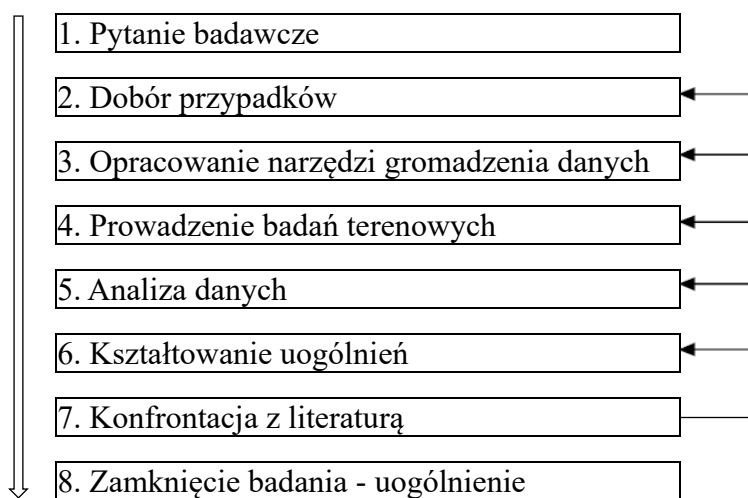 1. Pytanie badawcze
2. Dobór przypadków
3. Opracowanie narzędzi gromadzenia danych
4. Prowadzenie badań terenowych
5. Analiza danych
6. Kształtowanie uogólnień
7. Konfrontacja z literaturą
8. Zamknięcie badania - uogólnienie